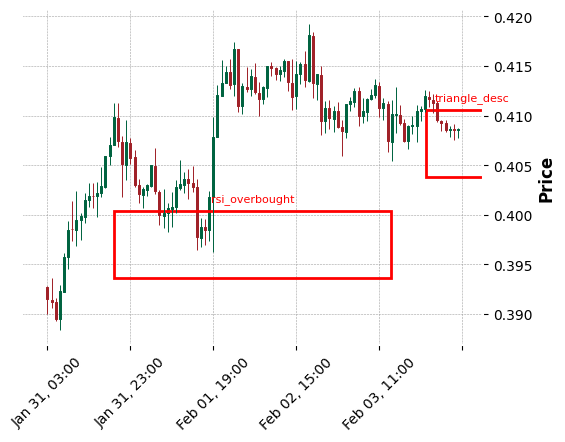 0.420
0.415
triangle_desc
0.410
0.405
rsi_overbought
0.400
0.395
0.390
Price
Jan 31, 03:00
Jan 31, 23:00
Feb 01, 19:00
Feb 02, 15:00
Feb 03, 11:00